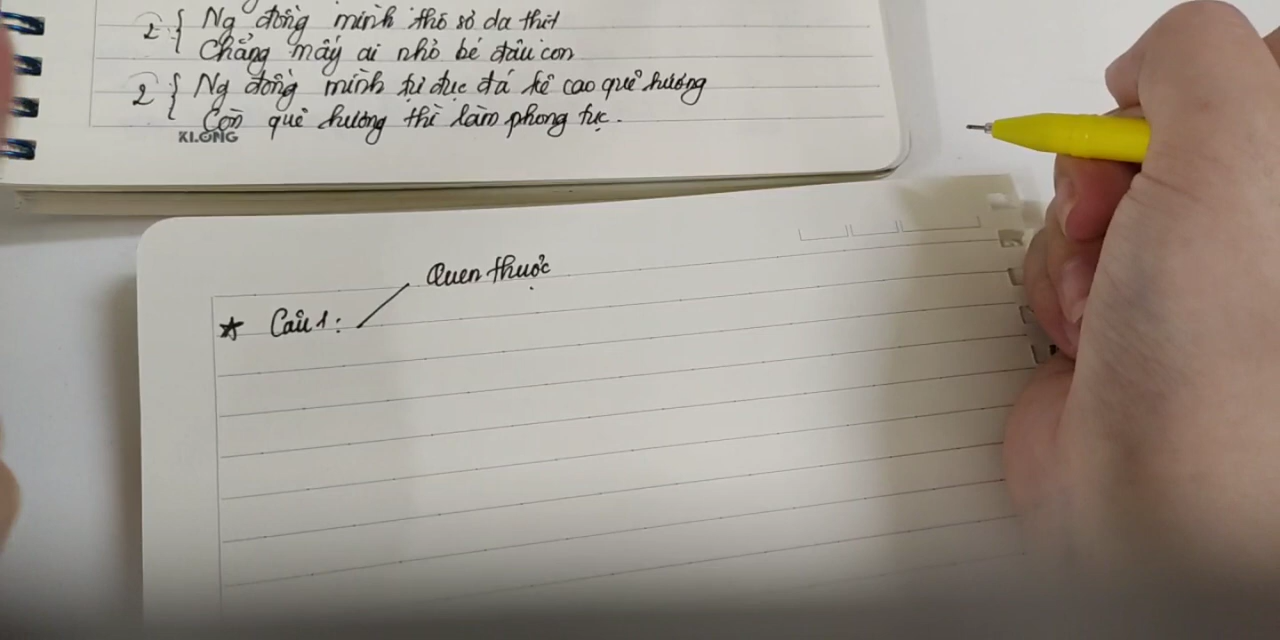 2 { Ng đồng mình thô sơ da thịt
Chẳng mấy ai nhỏ bé đâu con
2 { Ng đồng mình tự đục đá kê cao quê hương
Còn quê hương thì làm phong tục.
KLONG
Quen thuộc
★ Câu 1: